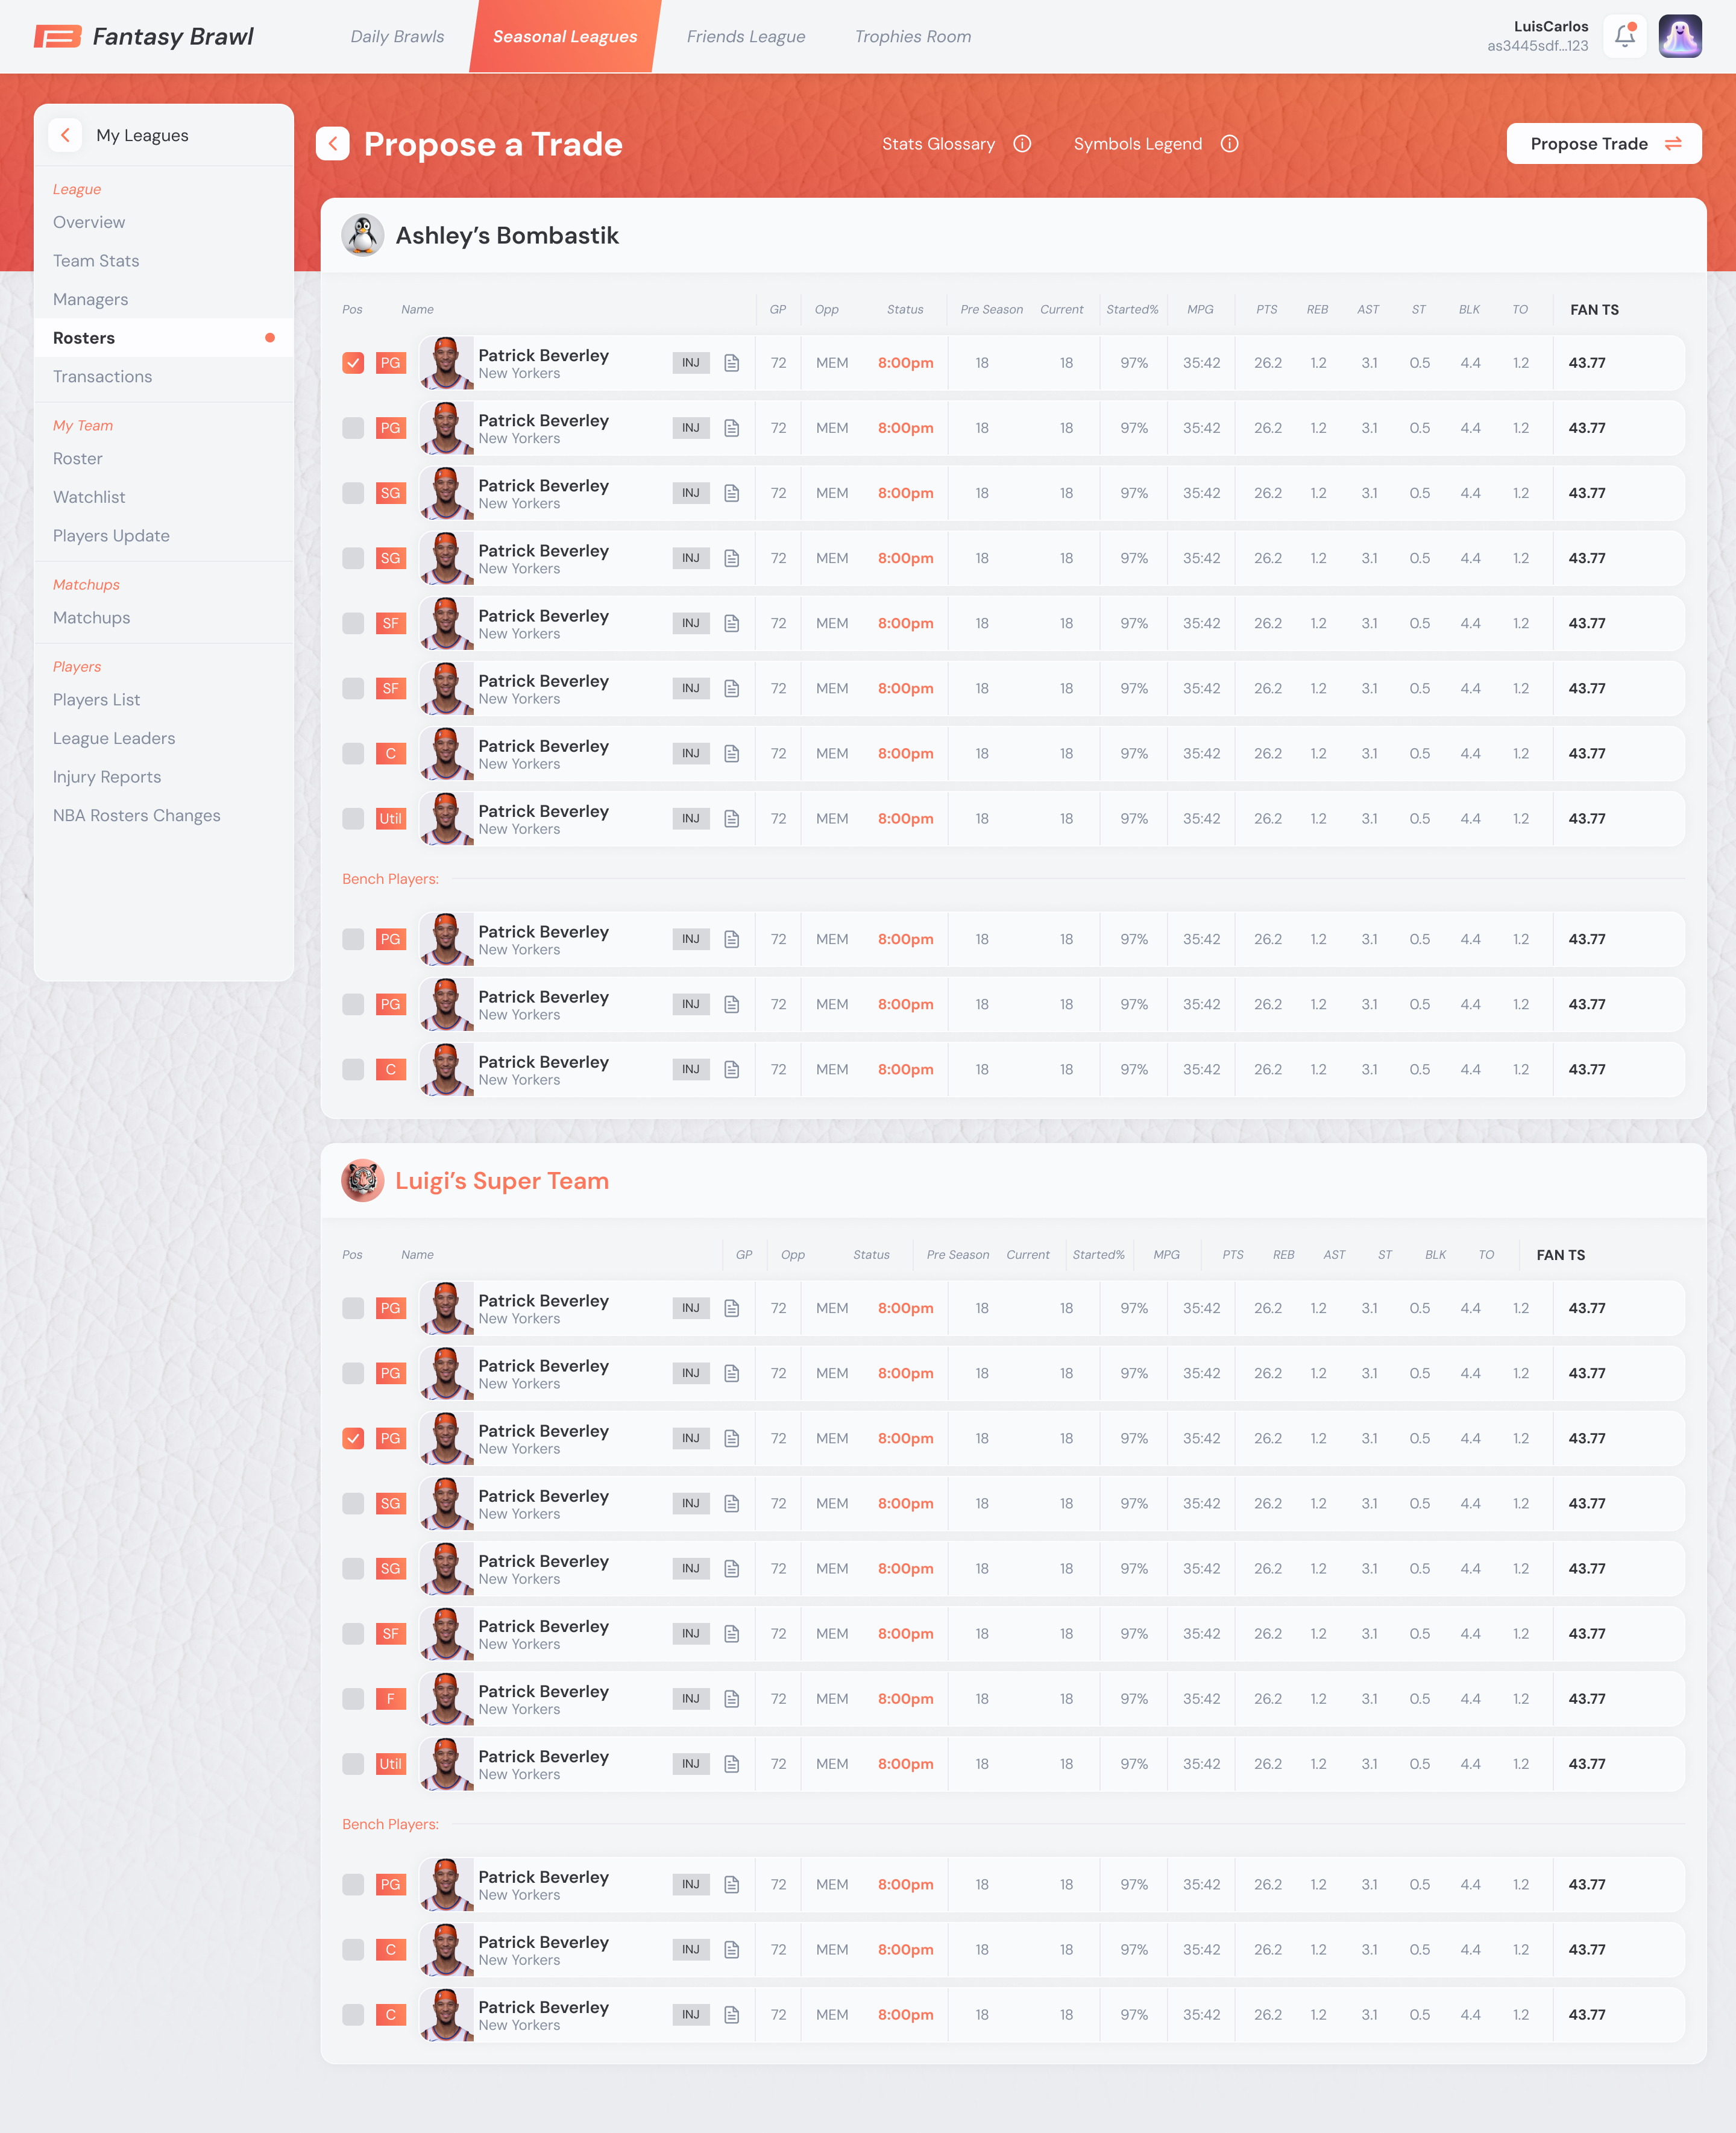 Fantasy Brawl
Daily Brawls Seasonal Leagues Friends League Trophies Room
LuisCarlos
as3445sdf...123
My Leagues
League
Overview
Team Stats
Managers
Rosters
Transactions
My Team
Roster
Watchlist
Players Update
Matchups
Matchups
Players
Players List
League Leaders
Injury Reports
NBA Rosters Changes
Propose a Trade
Stats Glossary Symbols Legend
Propose Trade
Ashley’s Bombastik
Pos Name GP Opp Status Pre Season Current Started% MPG PTS REB AST ST BLK TO FAN TS
PG Patrick Beverley INJ 72 MEM 8:00pm 18 18 97% 35:42 26.2 1.2 3.1 0.5 4.4 1.2 43.77
New Yorkers
PG Patrick Beverley INJ 72 MEM 8:00pm 18 18 97% 35:42 26.2 1.2 3.1 0.5 4.4 1.2 43.77
New Yorkers
SG Patrick Beverley INJ 72 MEM 8:00pm 18 18 97% 35:42 26.2 1.2 3.1 0.5 4.4 1.2 43.77
New Yorkers
SG Patrick Beverley INJ 72 MEM 8:00pm 18 18 97% 35:42 26.2 1.2 3.1 0.5 4.4 1.2 43.77
New Yorkers
SF Patrick Beverley INJ 72 MEM 8:00pm 18 18 97% 35:42 26.2 1.2 3.1 0.5 4.4 1.2 43.77
New Yorkers
SF Patrick Beverley INJ 72 MEM 8:00pm 18 18 97% 35:42 26.2 1.2 3.1 0.5 4.4 1.2 43.77
New Yorkers
C Patrick Beverley INJ 72 MEM 8:00pm 18 18 97% 35:42 26.2 1.2 3.1 0.5 4.4 1.2 43.77
New Yorkers
Util Patrick Beverley INJ 72 MEM 8:00pm 18 18 97% 35:42 26.2 1.2 3.1 0.5 4.4 1.2 43.77
New Yorkers
Bench Players:
PG Patrick Beverley INJ 72 MEM 8:00pm 18 18 97% 35:42 26.2 1.2 3.1 0.5 4.4 1.2 43.77
New Yorkers
PG Patrick Beverley INJ 72 MEM 8:00pm 18 18 97% 35:42 26.2 1.2 3.1 0.5 4.4 1.2 43.77
New Yorkers
C Patrick Beverley INJ 72 MEM 8:00pm 18 18 97% 35:42 26.2 1.2 3.1 0.5 4.4 1.2 43.77
New Yorkers
Luigi’s Super Team
Pos Name GP Opp Status Pre Season Current Started% MPG PTS REB AST ST BLK TO FAN TS
PG Patrick Beverley INJ 72 MEM 8:00pm 18 18 97% 35:42 26.2 1.2 3.1 0.5 4.4 1.2 43.77
New Yorkers
PG Patrick Beverley INJ 72 MEM 8:00pm 18 18 97% 35:42 26.2 1.2 3.1 0.5 4.4 1.2 43.77
New Yorkers
PG Patrick Beverley INJ 72 MEM 8:00pm 18 18 97% 35:42 26.2 1.2 3.1 0.5 4.4 1.2 43.77
New Yorkers
SG Patrick Beverley INJ 72 MEM 8:00pm 18 18 97% 35:42 26.2 1.2 3.1 0.5 4.4 1.2 43.77
New Yorkers
SG Patrick Beverley INJ 72 MEM 8:00pm 18 18 97% 35:42 26.2 1.2 3.1 0.5 4.4 1.2 43.77
New Yorkers
SF Patrick Beverley INJ 72 MEM 8:00pm 18 18 97% 35:42 26.2 1.2 3.1 0.5 4.4 1.2 43.77
New Yorkers
F Patrick Beverley INJ 72 MEM 8:00pm 18 18 97% 35:42 26.2 1.2 3.1 0.5 4.4 1.2 43.77
New Yorkers
Util Patrick Beverley INJ 72 MEM 8:00pm 18 18 97% 35:42 26.2 1.2 3.1 0.5 4.4 1.2 43.77
New Yorkers
Bench Players:
PG Patrick Beverley INJ 72 MEM 8:00pm 18 18 97% 35:42 26.2 1.2 3.1 0.5 4.4 1.2 43.77
New Yorkers
C Patrick Beverley INJ 72 MEM 8:00pm 18 18 97% 35:42 26.2 1.2 3.1 0.5 4.4 1.2 43.77
New Yorkers
C Patrick Beverley INJ 72 MEM 8:00pm 18 18 97% 35:42 26.2 1.2 3.1 0.5 4.4 1.2 43.77
New Yorkers